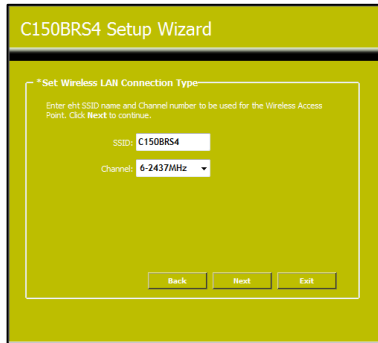 C150BRS4 Setup Wizard
*Set Wireless LAN Connection Type
Enter eht SSID name and Channel number to be used for the Wireless Access
Point. Click Next to continue.
SSID: C150BRS4
Channel: 6-2437MHz
Back Next Exit